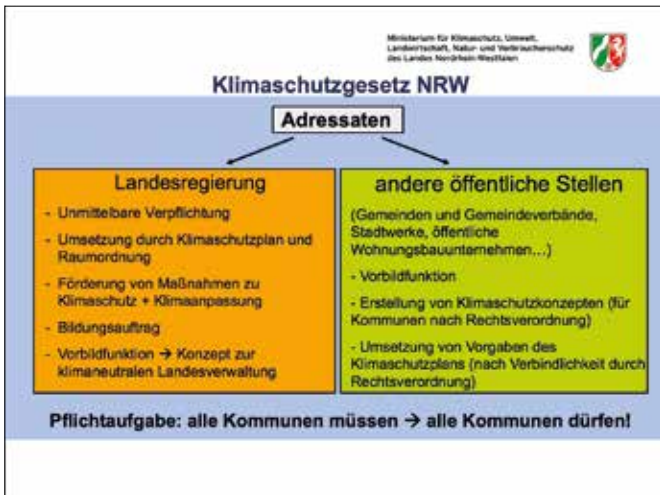 Ministerium für Klimaschutz, Umwelt,
Landwirtschaft, Natur- und Verbraucherschutz
des Landes Nordrhein-Westfalen
Klimaschutzgesetz NRW
Adressaten
Landesregierung
- Unmittelbare Verpflichtung
- Umsetzung durch Klimaschutzplan und
Raumordnung
- Förderung von Maßnahmen zu
Klimaschutz + Klimaanpassung
- Bildungsauftrag
- Vorbildfunktion → Konzept zur
klimaneutralen Landesverwaltung
andere öffentliche Stellen
(Gemeinden und Gemeindeverbände,
Stadtwerke, öffentliche
Wohnungsbauunternehmen...)
- Vorbildfunktion
- Erstellung von Klimaschutzkonzepten (für
Kommunen nach Rechtsverordnung)
- Umsetzung von Vorgaben des
Klimaschutzplans (nach Verbindlichkeit durch
Rechtsverordnung)
Pflichtaufgabe: alle Kommunen müssen → alle Kommunen dürfen!